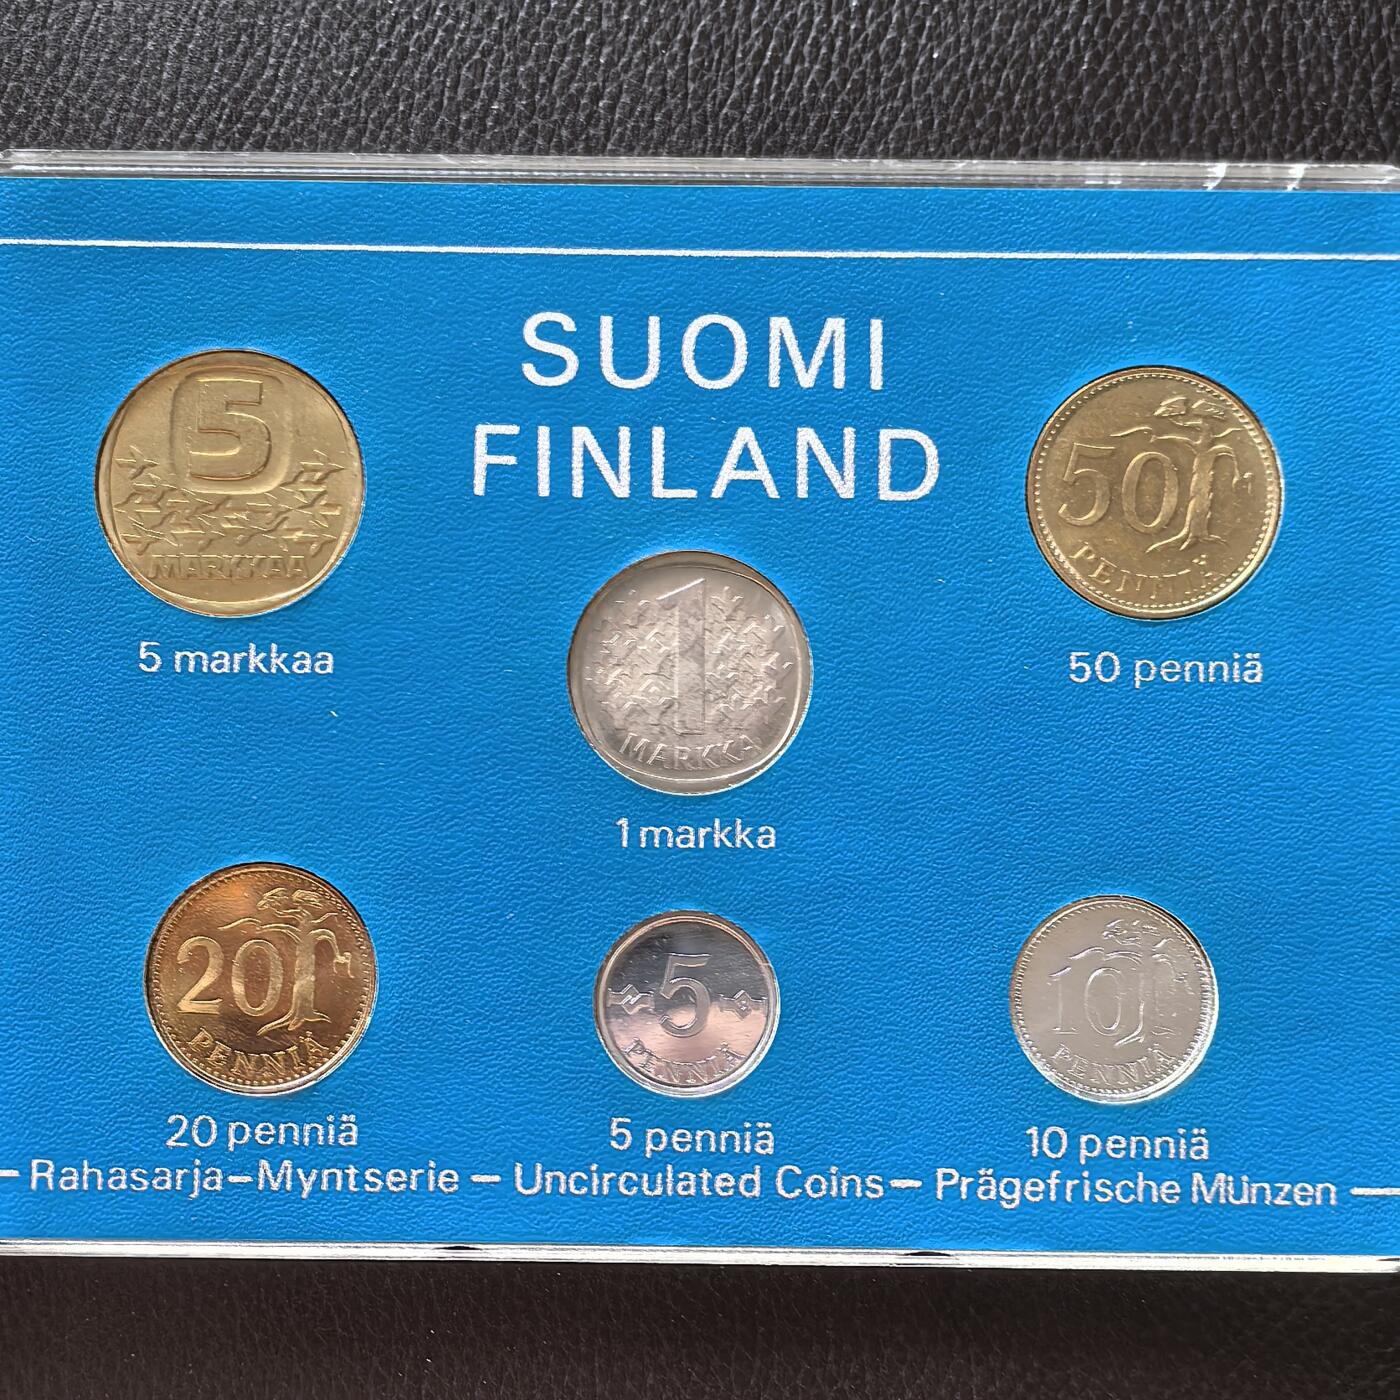 SUOMI
FINLAND
5
MARKKAA
5 markkaa
50
PENNIÄ
50 penniä
1
MARKKA
1 markka
20
PENNIÄ
20 penniä
5
PENNIÄ
5 penniä
10
PENNIÄ
10 penniä
—Rahasarja—Myntserie — Uncirculated Coins— Prägefrische Münzen —